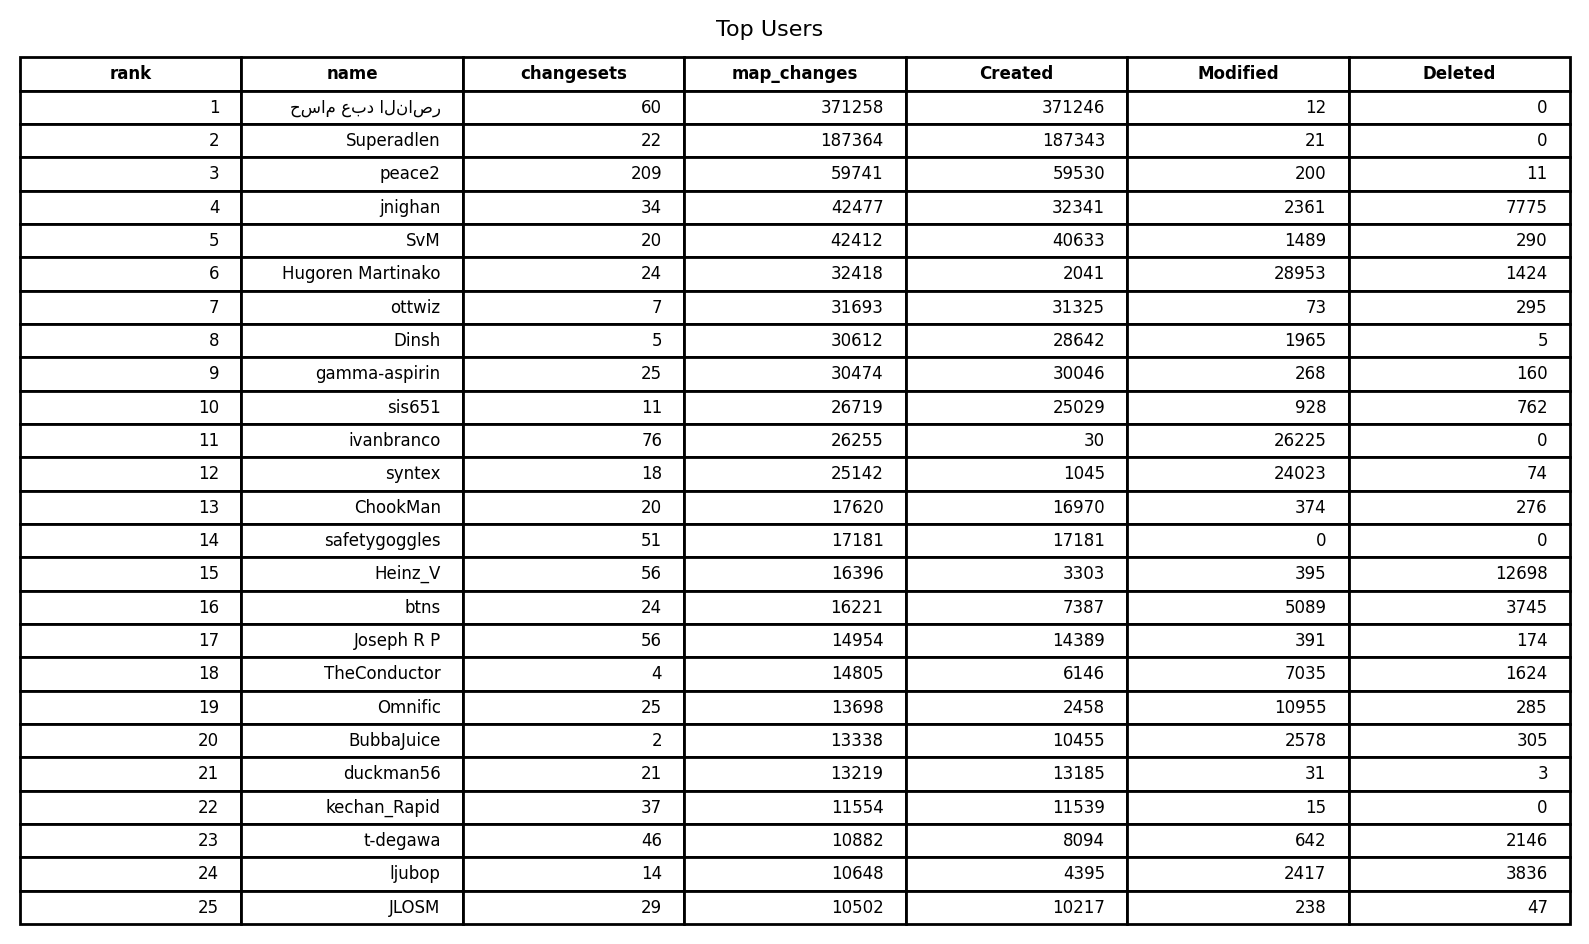 Top Users
rank name changesets map_changes Created Modified Deleted
1 حسام عبد الناصر 60 371258 371246 12 0
2 Superadlen 22 187364 187343 21 0
3 peace2 209 59741 59530 200 11
4 jnighan 34 42477 32341 2361 7775
5 SvM 20 42412 40633 1489 290
6 Hugoren Martinako 24 32418 2041 28953 1424
7 ottwiz 7 31693 31325 73 295
8 Dinsh 5 30612 28642 1965 5
9 gamma-aspirin 25 30474 30046 268 160
10 sis651 11 26719 25029 928 762
11 ivanbranco 76 26255 30 26225 0
12 syntex 18 25142 1045 24023 74
13 ChookMan 20 17620 16970 374 276
14 safetygoggles 51 17181 17181 0 0
15 Heinz_V 56 16396 3303 395 12698
16 btns 24 16221 7387 5089 3745
17 Joseph R P 56 14954 14389 391 174
18 TheConductor 4 14805 6146 7035 1624
19 Omnific 25 13698 2458 10955 285
20 BubbaJuice 2 13338 10455 2578 305
21 duckman56 21 13219 13185 31 3
22 kechan_Rapid 37 11554 11539 15 0
23 t-degawa 46 10882 8094 642 2146
24 ljubop 14 10648 4395 2417 3836
25 JLOSM 29 10502 10217 238 47